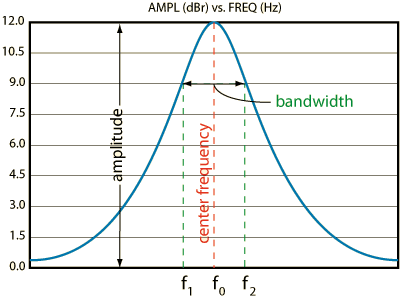 AMPL (dBr) vs. FREQ (Hz)
12.0
10.5
9.0
7.5
6.0
4.5
3.0
1.5
0.0
amplitude
center frequency
bandwidth
f₁ f₀ f₂